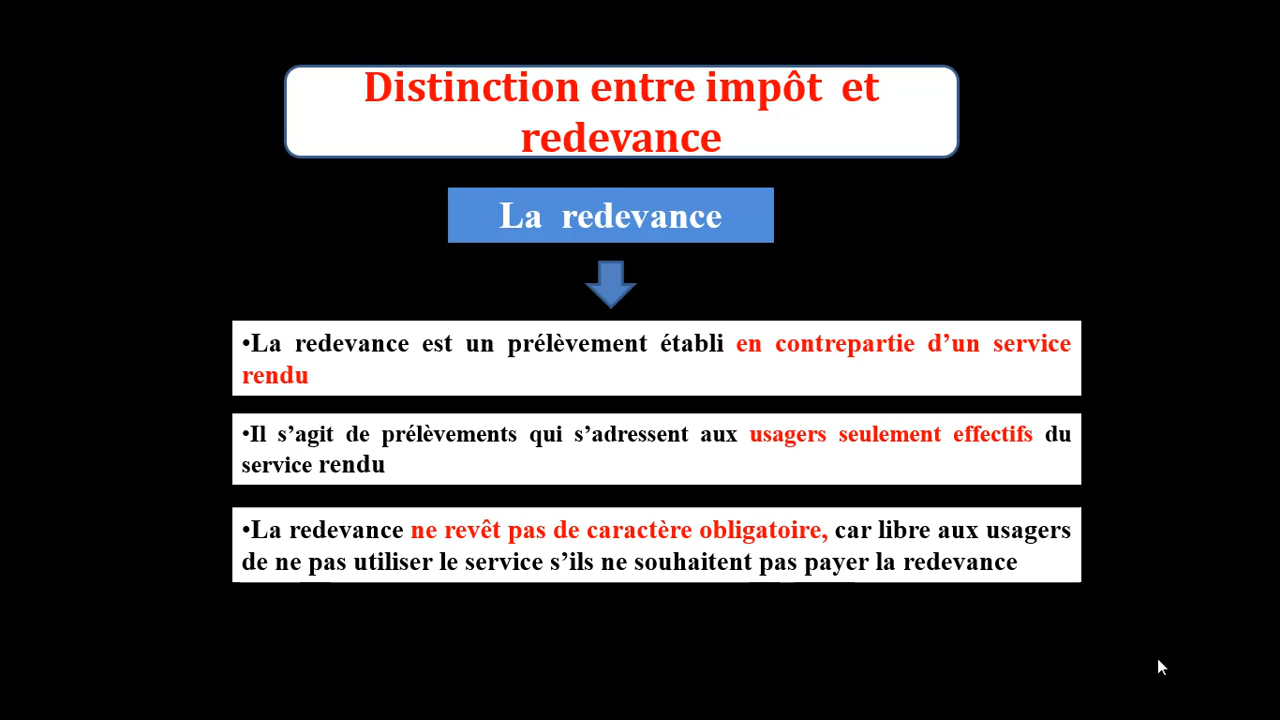 Distinction entre impôt et
redevance
La redevance
•La redevance est un prélèvement établi en contrepartie d’un service
rendu
•Il s’agit de prélèvements qui s’adressent aux usagers seulement effectifs du
service rendu
•La redevance ne revêt pas de caractère obligatoire, car libre aux usagers
de ne pas utiliser le service s’ils ne souhaitent pas payer la redevance